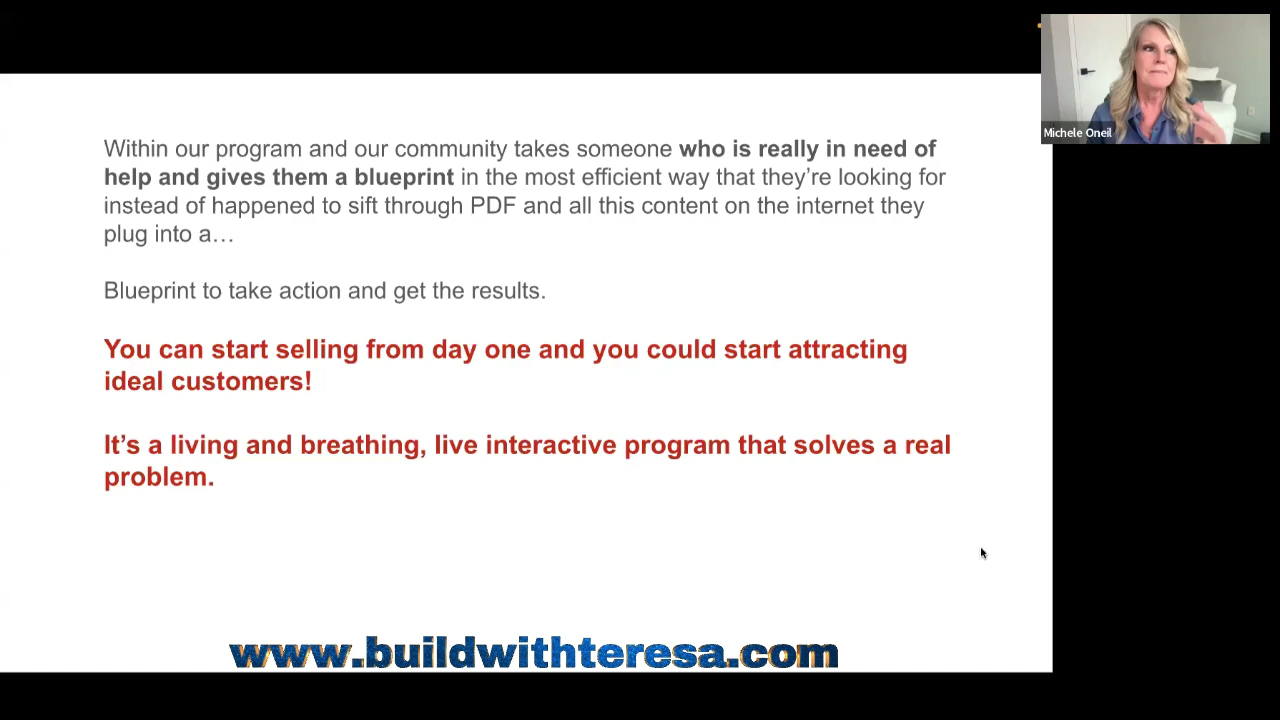 Within our program and our community takes someone who is really in need of
help and gives them a blueprint in the most efficient way that they’re looking for
instead of happened to sift through PDF and all this content on the internet they
plug into a…
Blueprint to take action and get the results.
You can start selling from day one and you could start attracting
ideal customers!
It’s a living and breathing, live interactive program that solves a real
problem.
www.buildwithteresa.com
Michele Oneil